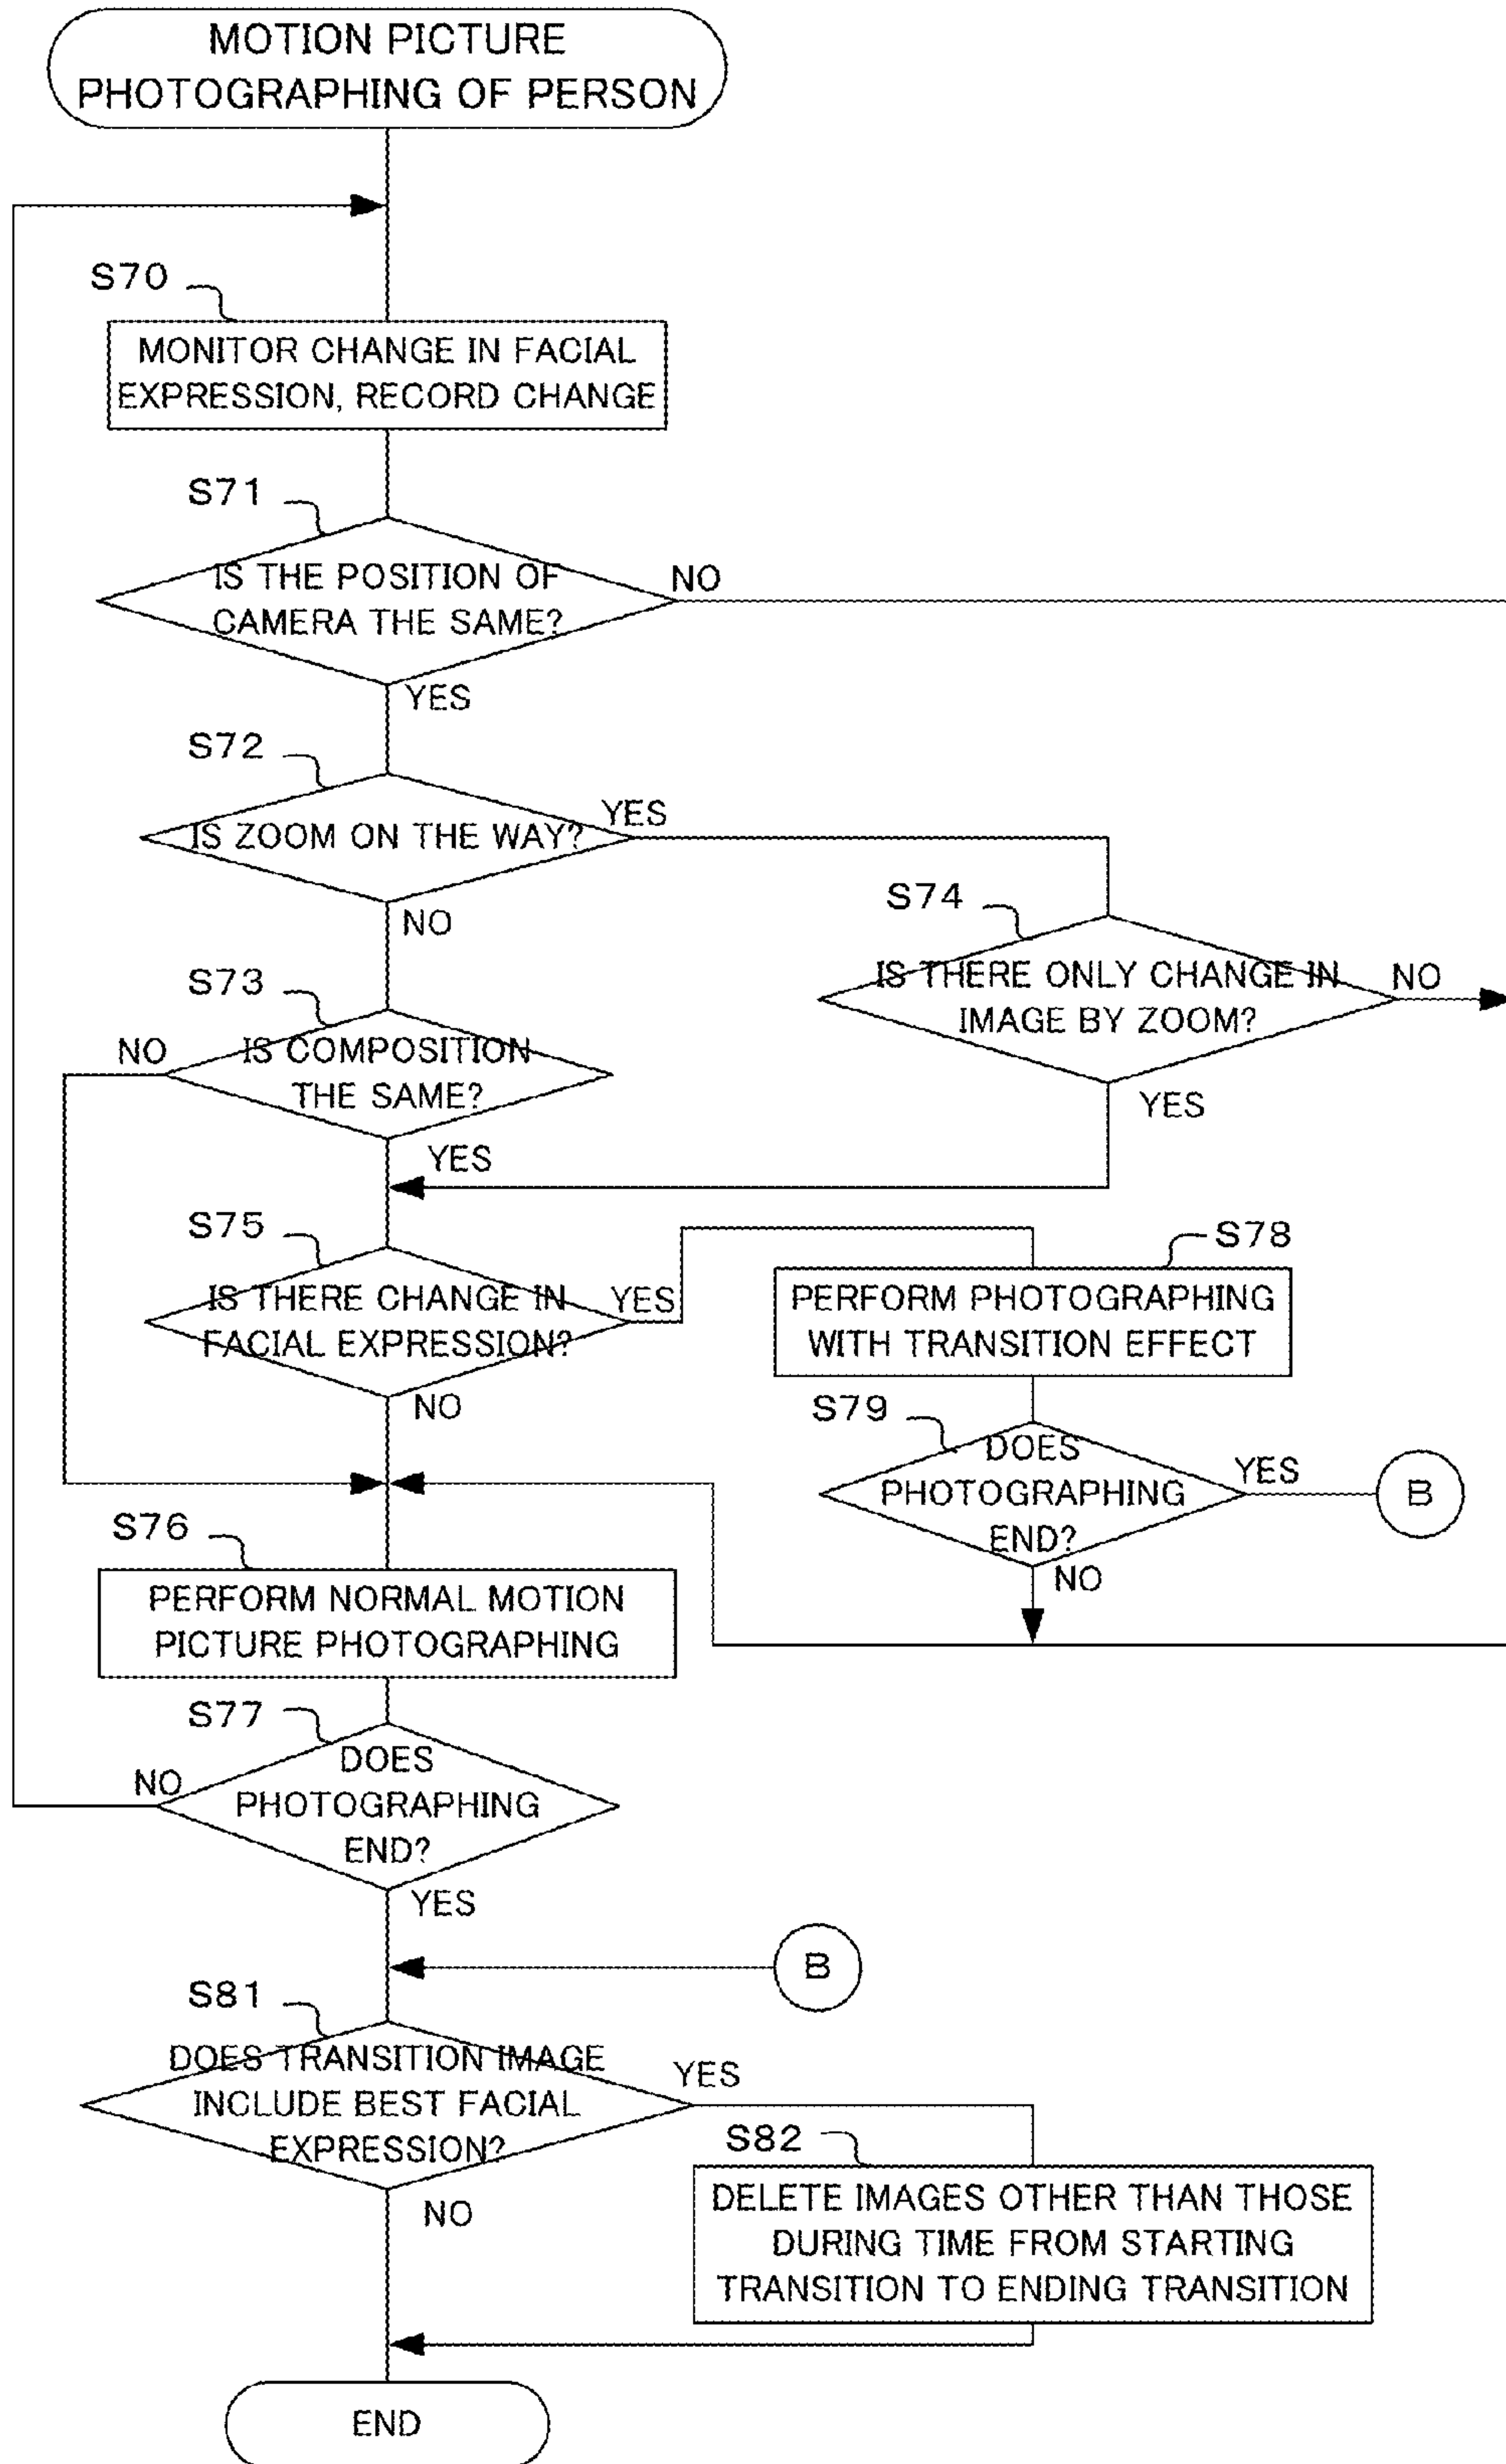 MOTION PICTURE
PHOTOGRAPHING OF PERSON
S70
MONITOR CHANGE IN FACIAL
EXPRESSION, RECORD CHANGE
S71
IS THE POSITION OF
CAMERA THE SAME?
NO
YES
S72
IS ZOOM ON THE WAY?
YES
NO
S74
IS THERE ONLY CHANGE IN
IMAGE BY ZOOM?
NO
YES
S73
NO
IS COMPOSITION
THE SAME?
YES
S75
IS THERE CHANGE IN
FACIAL EXPRESSION?
YES
NO
S78
PERFORM PHOTOGRAPHING
WITH TRANSITION EFFECT
S79
DOES
PHOTOGRAPHING
END?
YES
B
NO
S76
PERFORM NORMAL MOTION
PICTURE PHOTOGRAPHING
S77
DOES
PHOTOGRAPHING
END?
NO
YES
B
S81
DOES TRANSITION IMAGE
INCLUDE BEST FACIAL
EXPRESSION?
YES
NO
S82
DELETE IMAGES OTHER THAN THOSE
DURING TIME FROM STARTING
TRANSITION TO ENDING TRANSITION
END